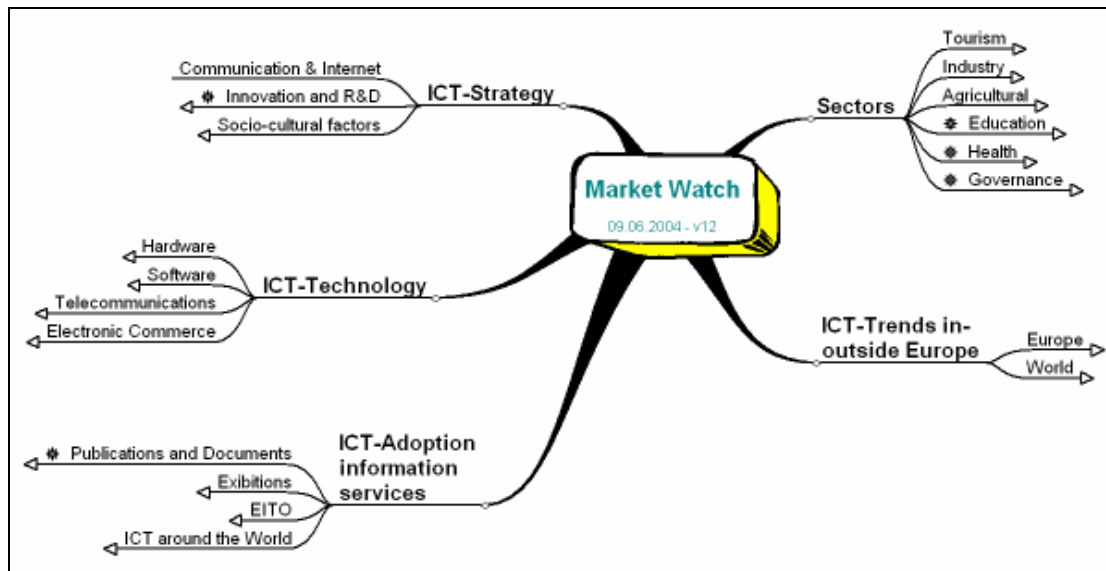 Market Watch
09.06.2004 - v12
ICT-Strategy
Communication & Internet
Innovation and R&D
Socio-cultural factors
Sectors
Tourism
Industry
Agricultural
Education
Health
Governance
ICT-Technology
Hardware
Software
Telecommunications
Electronic Commerce
ICT-Trends in-
outside Europe
Europe
World
ICT-Adoption
information
services
Publications and Documents
Exibitions
EITO
ICT around the World